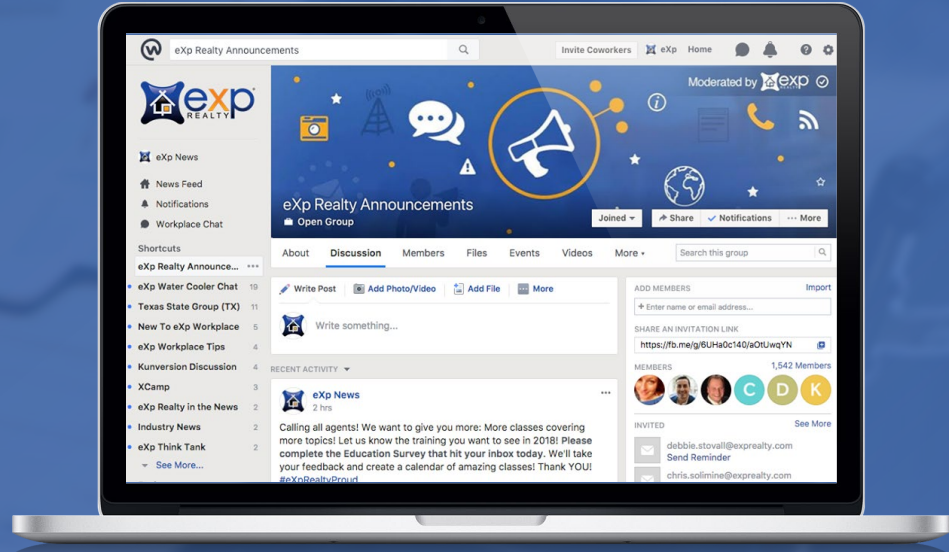 eXp Realty Announcements
Invite Coworkers
eXp
Home
Moderated by exp
exp
REALTY
eXp News
News Feed
Notifications
Workplace Chat
Shortcuts
eXp Realty Announce... •••
eXp Water Cooler Chat 19
Texas State Group (TX) 11
New To eXp Workplace 5
eXp Workplace Tips 4
Kunversion Discussion 4
XCamp 3
eXp Realty in the News 2
Industry News 2
eXp Think Tank 2
See More...
eXp Realty Announcements
Open Group
Joined
Share
Notifications
••• More
About
Discussion
Members
Files
Events
Videos
More
Search this group
Write Post
Add Photo/Video
Add File
More
Write something...
RECENT ACTIVITY
eXp News
2 hrs
Calling all agents! We want to give you more: More classes covering
more topics! Let us know the training you want to see in 2018! Please
complete the Education Survey that hit your inbox today. We'll take
your feedback and create a calendar of amazing classes! Thank YOU!
#eXpRealtyProud
ADD MEMBERS
Import
+ Enter name or email address...
SHARE AN INVITATION LINK
https://fb.me/g/6UHa0c140/aOtUwqYN
MEMBERS
1,542 Members
C
D
K
INVITED
See More
debbie.stovall@exprealty.com
Send Reminder
chris.solimine@exprealty.com